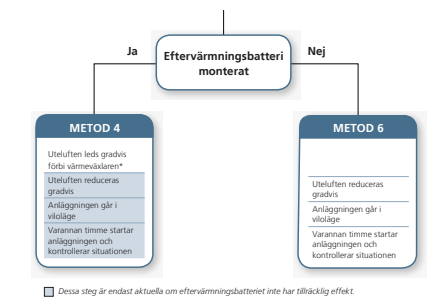 Ja
Eftervärmningsbatteri
monterat
Nej
METOD 4
Uteluften leds gradvis
förbi värmeväxlaren*
Uteluften reduceras
gradvis
Anläggningen går i
viloläge
Varannan timme startar
anläggningen och
kontrollerar situationen
METOD 6
Uteluften reduceras
gradvis
Anläggningen går i
viloläge
Varannan timme startar
anläggningen och
kontrollerar situationen
Dessa steg är endast aktuella om eftervärmningsbatteriet inte har tillräcklig effekt.